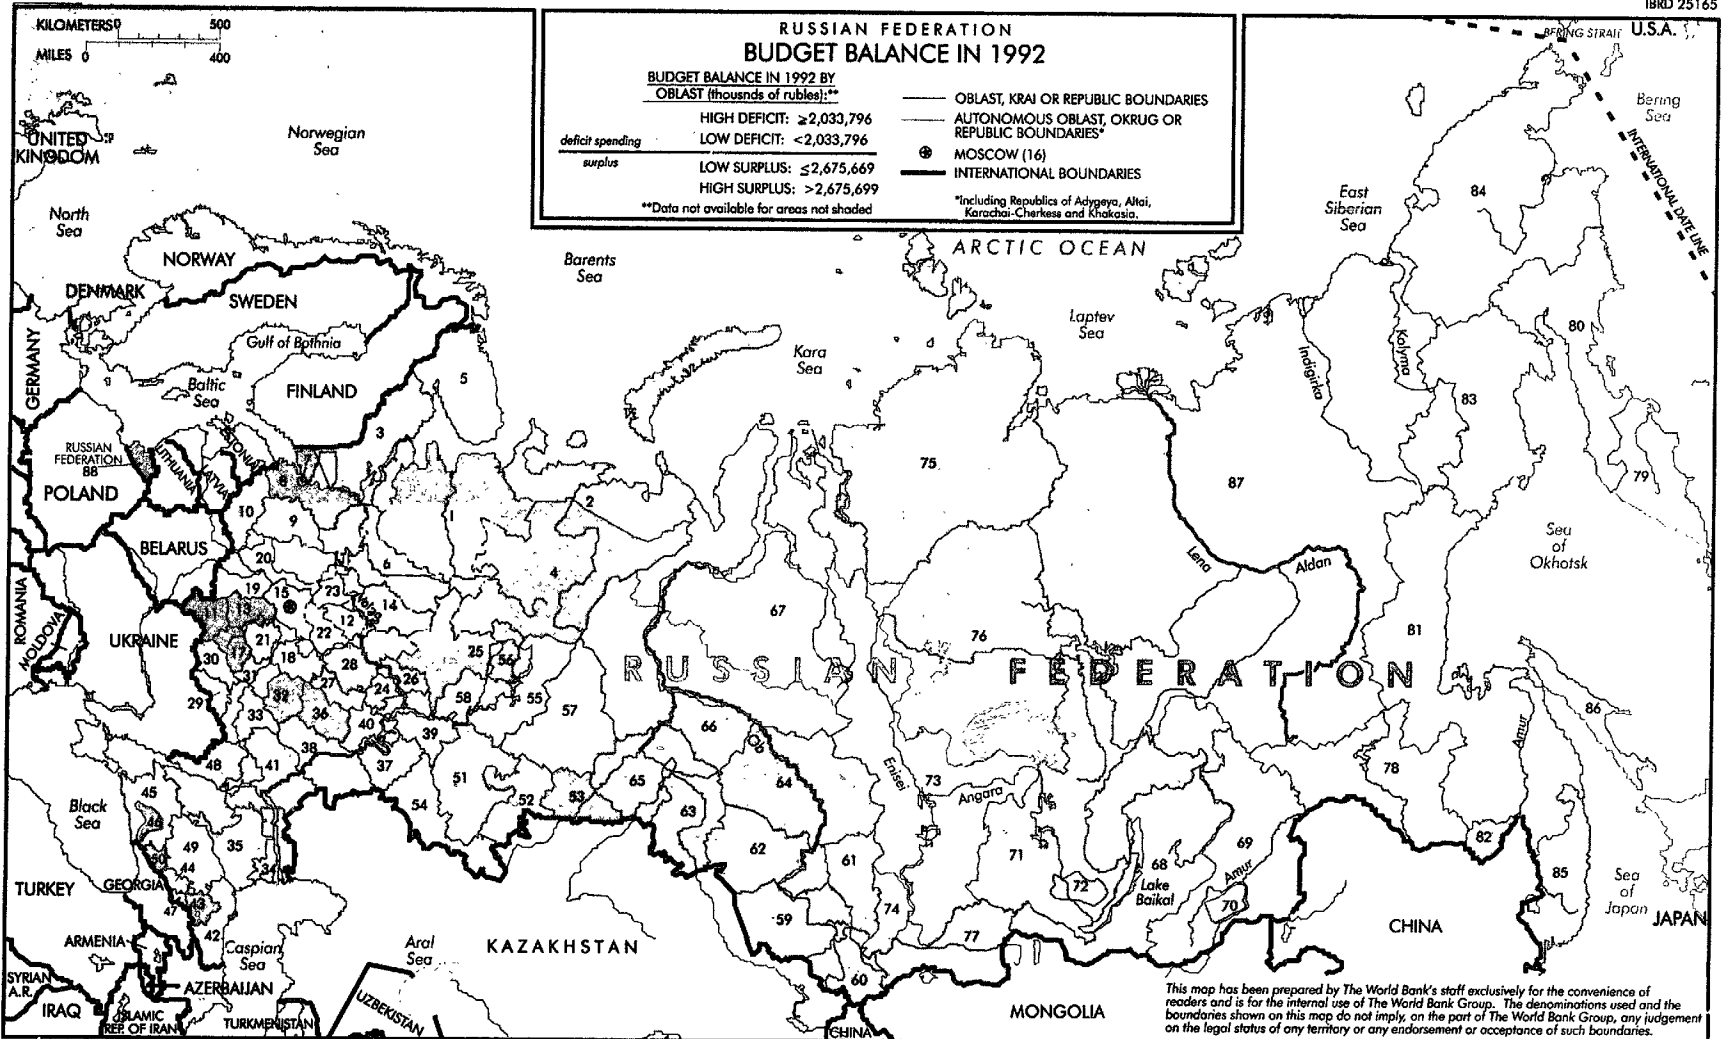 IBRD 25165
KILOMETERS 0 500
MILES 0 400
RUSSIAN FEDERATION
BUDGET BALANCE IN 1992
BUDGET BALANCE IN 1992 BY
OBLAST (thousnds of rubles):**
HIGH DEFICIT: ≥2,033,796
deficit spending
LOW DEFICIT: <2,033,796
surplus
LOW SURPLUS: ≤2,675,669
HIGH SURPLUS: >2,675,699
**Data not available for areas not shaded
OBLAST, KRAI OR REPUBLIC BOUNDARIES
AUTONOMOUS OBLAST, OKRUG OR
REPUBLIC BOUNDARIES*
MOSCOW (16)
INTERNATIONAL BOUNDARIES
*Including Republics of Adygeya, Altai,
Karachai-Cherkess and Khakasia.
BERING STRAIT
U.S.A.
Bering
Sea
INTERNATIONAL DATE LINE
UNITED
KINGDOM
Norwegian
Sea
North
Sea
NORWAY
DENMARK
SWEDEN
Gulf of Bothnia
GERMANY
Baltic
Sea
FINLAND
Barents
Sea
Kara
Sea
ARCTIC OCEAN
Laptev
Sea
East
Siberian
Sea
84
80
Indigirka
Kolyma
83
79
5
3
75
87
RUSSIAN
FEDERATION
88
POLAND
LITHUANIA
LATVIA
ESTONIA
7
8
10
9
1
2
Sea
of
Okhotsk
BELARUS
20
6
4
Lena
Aldan
ROMANIA
MOLDOVA
UKRAINE
19
15
23
14
Volga
11
13
12
67
76
81
21
22
17
18
30
28
25
56
RUSSIAN FEDERATION
31
27
24
26
58
55
57
29
32
33
36
40
39
66
Ob
86
Amur
48
41
38
37
51
65
64
Enisei
73
Angara
78
45
54
52
53
63
Black
Sea
46
49
35
50
44
34
62
61
71
69
82
68
85
TURKEY
GEORGIA
47
43
42
59
74
72
Lake
Baikal
Amur
70
Sea
of
Japan
JAPAN
ARMENIA
Caspian
Sea
Aral
Sea
KAZAKHSTAN
77
CHINA
SYRIAN
A.R.
IRAQ
AZERBAIJAN
ISLAMIC
REP. OF IRAN
TURKMENISTAN
UZBEKISTAN
60
CHINA
MONGOLIA
This map has been prepared by The World Bank's staff exclusively for the convenience of
readers and is for the internal use of The World Bank Group. The denominations used and the
boundaries shown on this map do not imply, on the part of The World Bank Group, any judgement
on the legal status of any territory or any endorsement or acceptance of such boundaries.